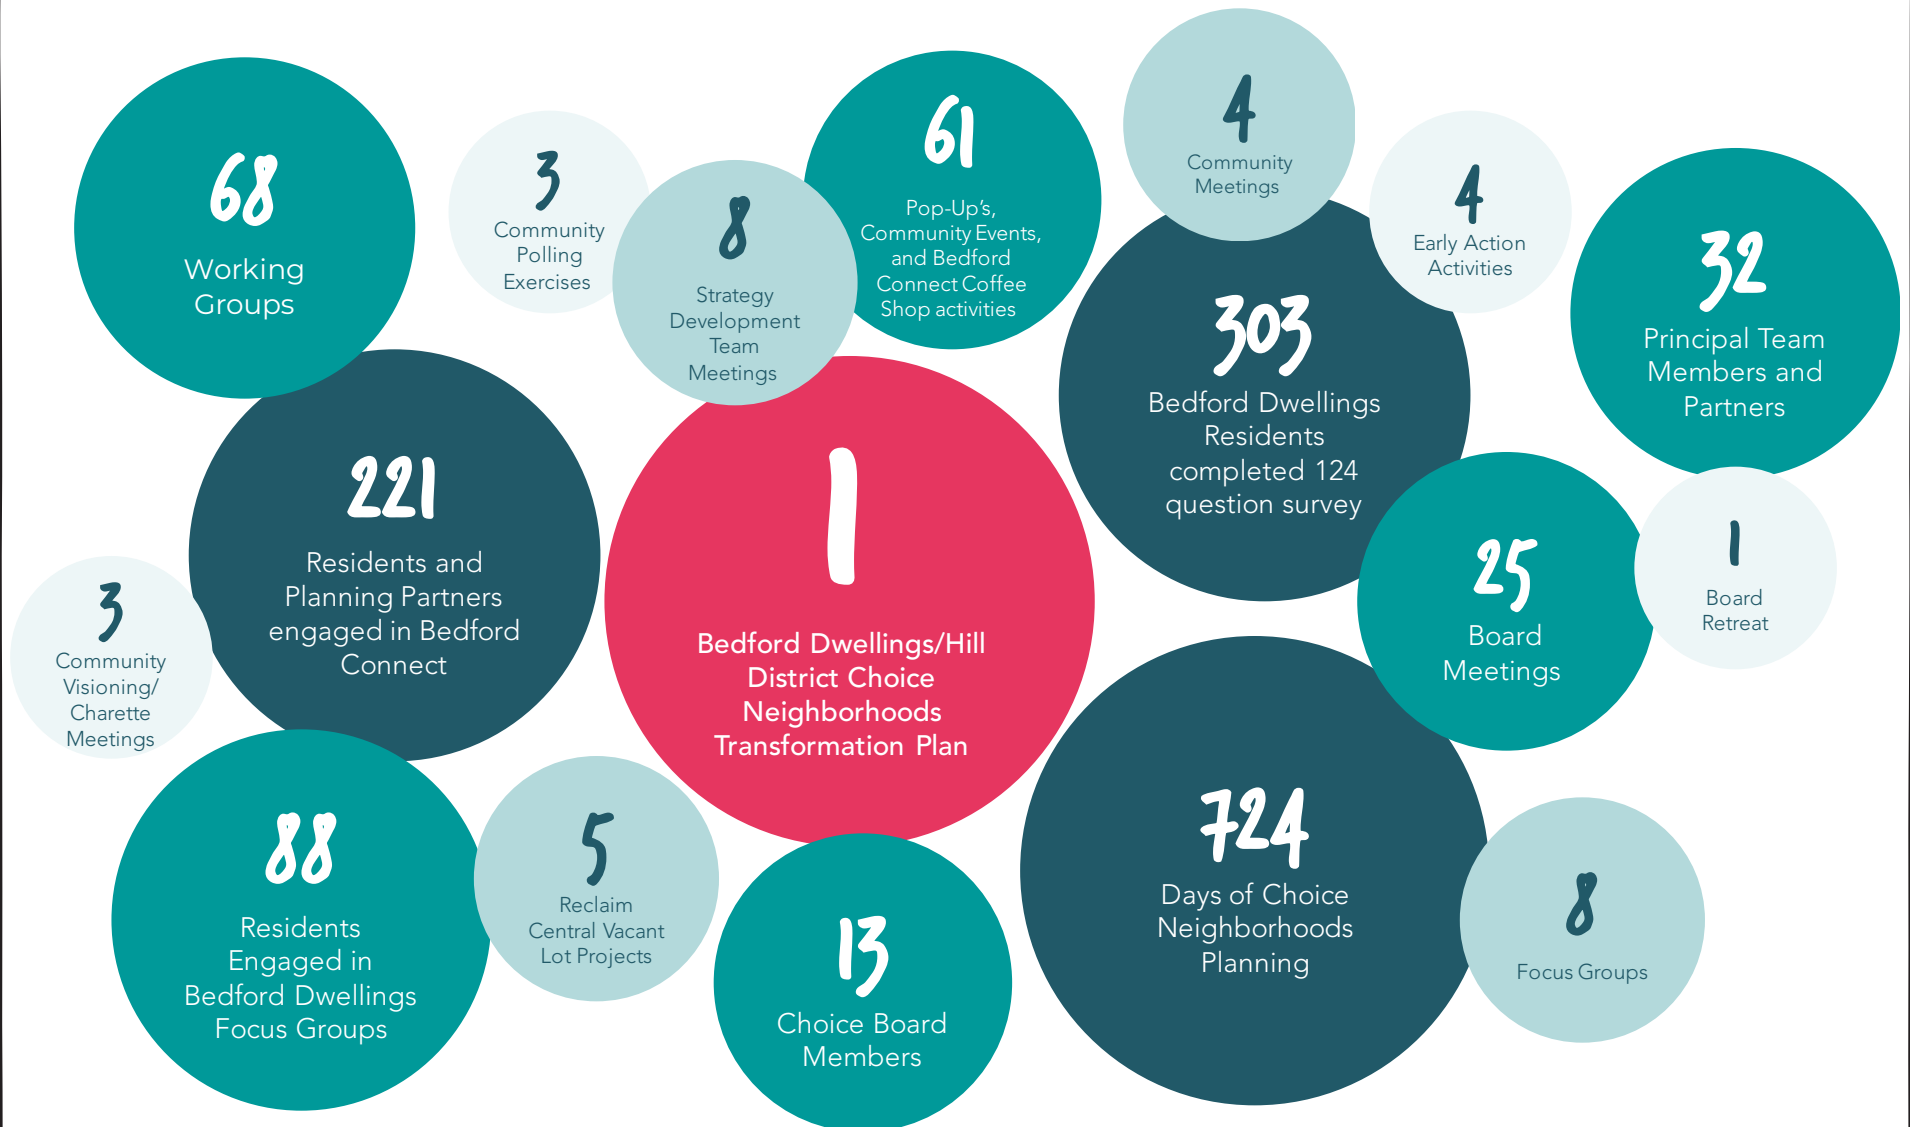 68
Working
Groups
3
Community
Polling
Exercises
8
Strategy
Development
Team
Meetings
61
Pop-Up’s,
Community Events,
and Bedford
Connect Coffee
Shop activities
4
Community
Meetings
4
Early Action
Activities
32
Principal Team
Members and
Partners
303
Bedford Dwellings
Residents
completed 124
question survey
221
Residents and
Planning Partners
engaged in Bedford
Connect
1
Bedford Dwellings/Hill
District Choice
Neighborhoods
Transformation Plan
25
Board
Meetings
1
Board
Retreat
3
Community
Visioning/
Charette
Meetings
88
Residents
Engaged in
Bedford Dwellings
Focus Groups
5
Reclaim
Central Vacant
Lot Projects
13
Choice Board
Members
724
Days of Choice
Neighborhoods
Planning
8
Focus Groups